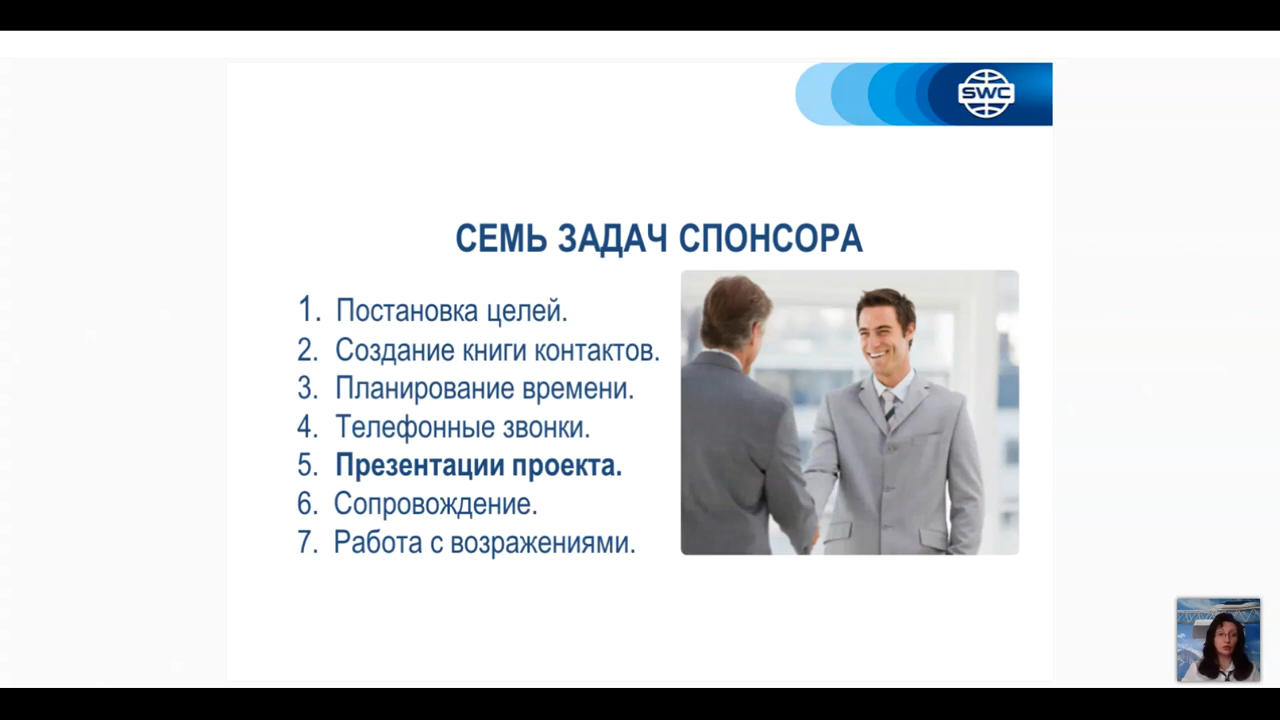 SWC
СЕМЬ ЗАДАЧ СПОНСОРА
1. Постановка целей.
2. Создание книги контактов.
3. Планирование времени.
4. Телефонные звонки.
5. Презентации проекта.
6. Сопровождение.
7. Работа с возражениями.